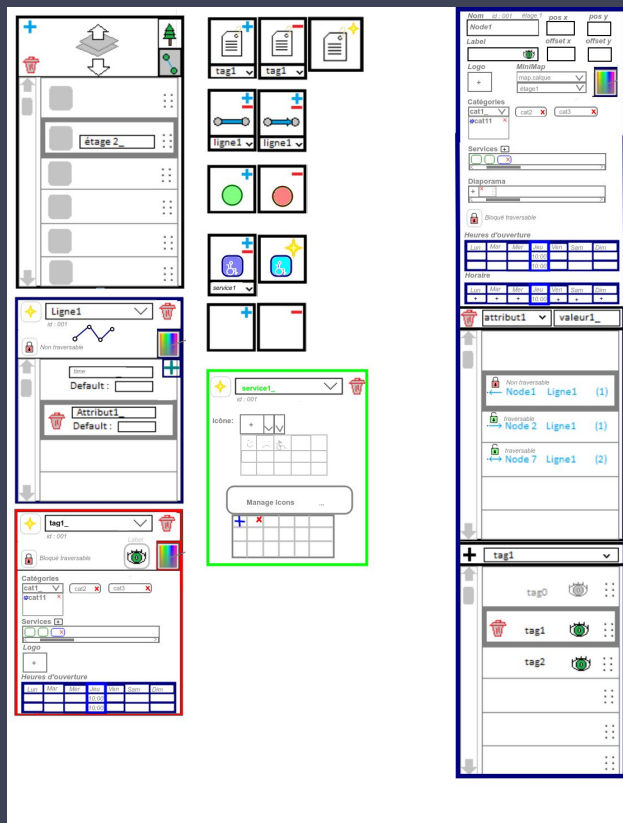 étage 2_
Ligne1
id : 001
Non traversable
time
Default :
Attribut1_
Default :
tag1_
id : 001
Label
Bloqué traversable
Catégories
cat1_ cat2 x cat3 x
cat11 x
Services +
x
Logo
+
Heures d'ouverture
Lun Mar Mer Jeu Ven Sam Dim
10:00
10:00
tag1 tag1
ligne1 ligne1
service1
service1_
id : 001
Icône:
+
Manage Icons ...
+ x
Nom id : 001 étage 1 pos x pos y
Node1
Label offset x offset y
Logo MiniMap
+ map.calque
étage1
Catégories
cat1_ cat2 x cat3 x
cat11 x
Services +
x
Diaporama
+ x
Bloqué traversable
Heures d'ouverture
Lun Mar Mer Jeu Ven Sam Dim
10:00
10:00
Horaire
Lun Mar Mer Jeu Ven Sam Dim
+ + + 10:00 + + +
attribut1 valeur1_
Non traversable
Node1 Ligne1 (1)
traversable
Node 2 Ligne1 (1)
traversable
Node 7 Ligne1 (2)
+ tag1
tag0
tag1
tag2